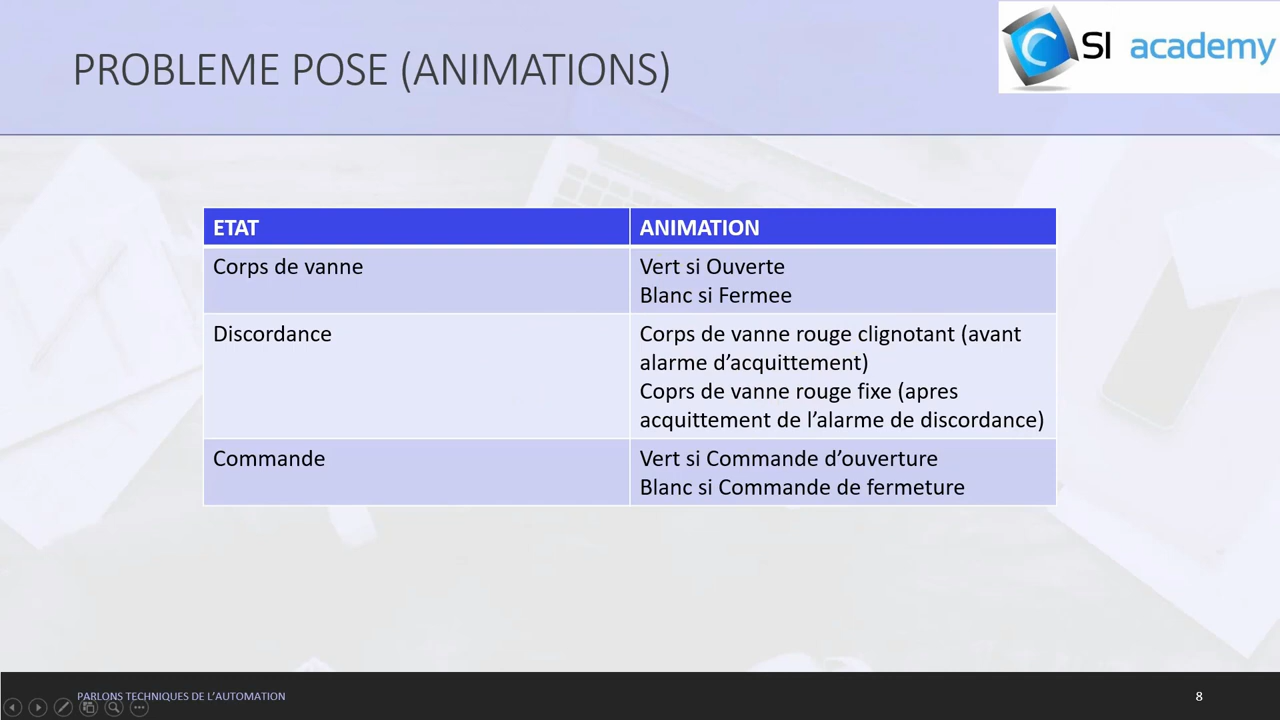 PROBLEME POSE (ANIMATIONS)
SI academy
ETAT
ANIMATION
Corps de vanne
Vert si Ouverte
Blanc si Fermee
Discordance
Corps de vanne rouge clignotant (avant
alarme d’acquittement)
Coprs de vanne rouge fixe (apres
acquittement de l’alarme de discordance)
Commande
Vert si Commande d’ouverture
Blanc si Commande de fermeture
PARLONS TECHNIQUES DE L’AUTOMATION
8